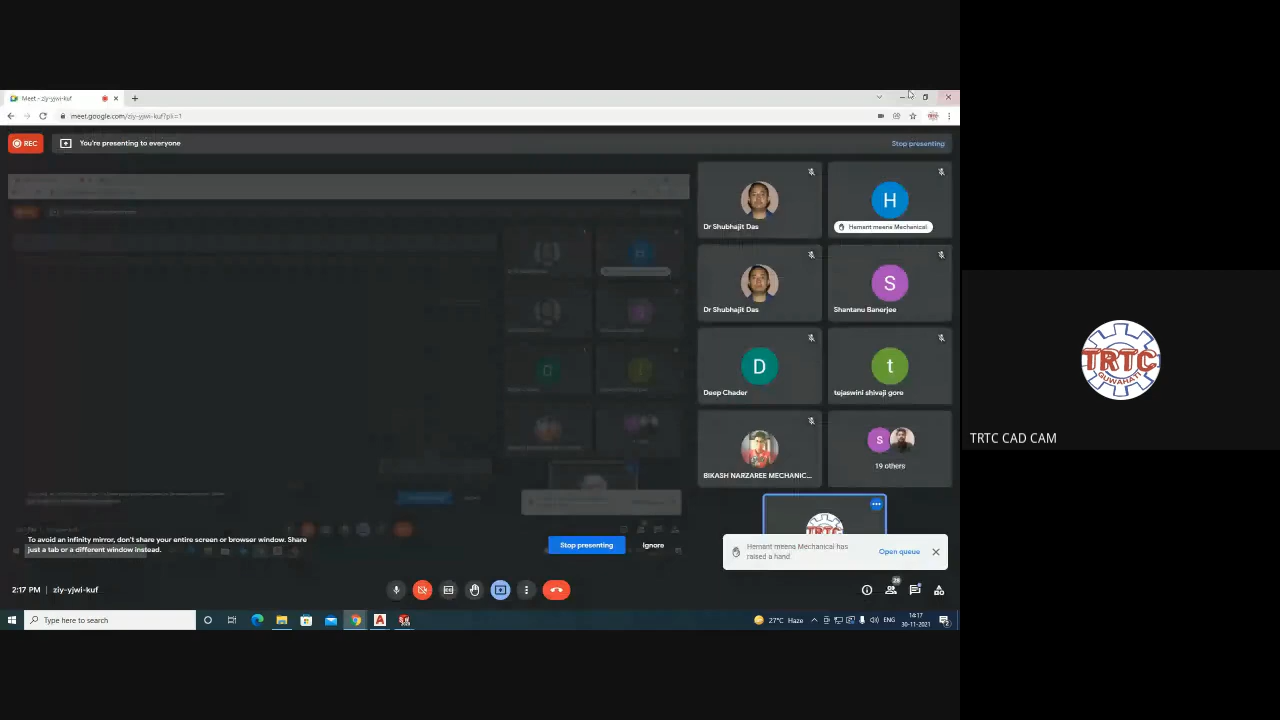 Meet - ziy-yjwi-kuf
meet.google.com/ziy-yjwi-kuf?pli=1
REC
You're presenting to everyone
Stop presenting
Dr Shubhajit Das
H
Hemant meena Mechanical
Dr Shubhajit Das
S
Shantanu Banerjee
D
Deep Chader
t
tejaswini shivaji gore
BIKASH NARZAREE MECHANIC...
S
19 others
To avoid an infinity mirror, don't share your entire screen or browser window. Share
just a tab or a different window instead.
Stop presenting
Ignore
Hemant meena Mechanical has
raised a hand
Open queue
2:17 PM | ziy-yjwi-kuf
Type here to search
27°C Haze
ENG
14:17
30-11-2021
TRTC
GUWAHATI
TRTC CAD CAM